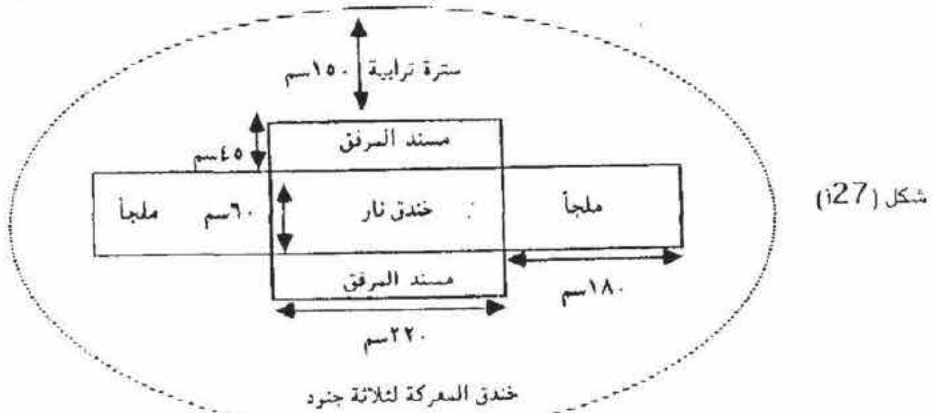 سترة ترابية ١٥٠سم
مسند المرفق
٤٥سم
شكل (27أ)
ملجأ
خندق نار
٦٠سم
ملجأ
مسند المرفق
١٨٠سم
٢٢٠سم
خندق المعركة لثلاثة جنود